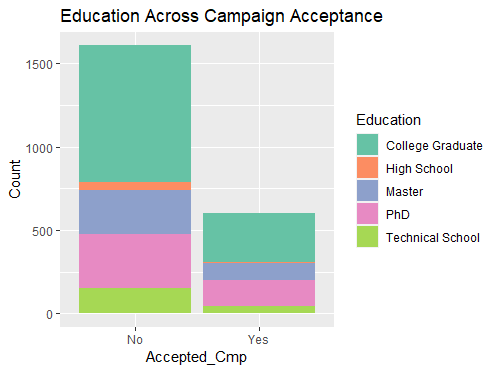 Education Across Campaign Acceptance
Count
1500
1000
500
0
No
Yes
Accepted_Cmp
Education
College Graduate
High School
Master
PhD
Technical School